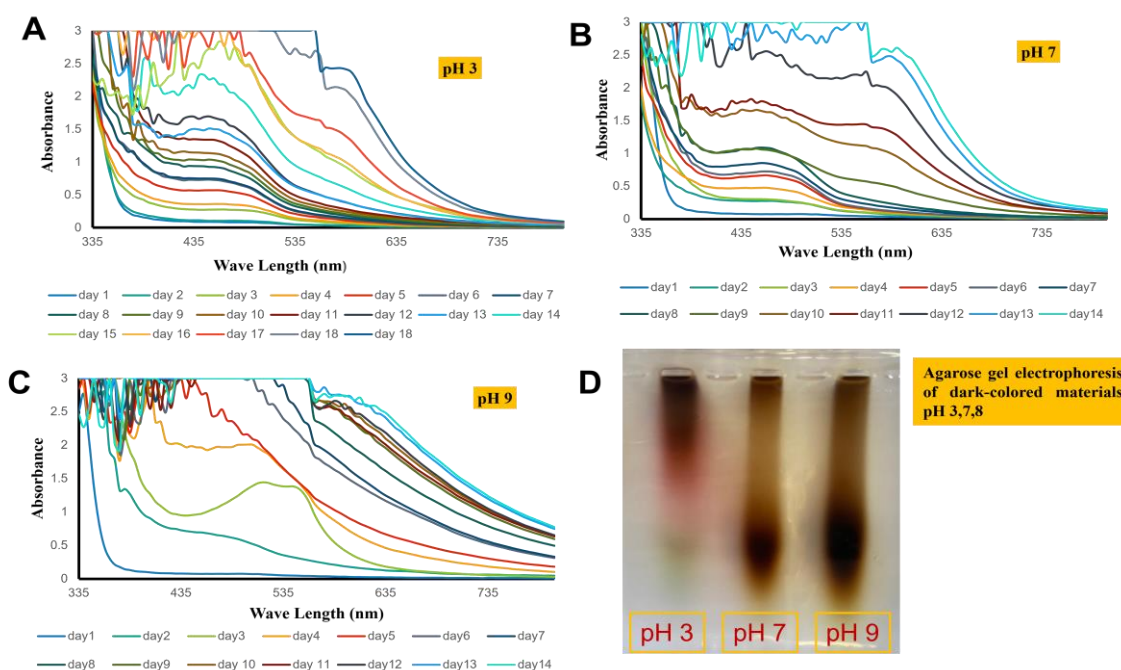 A
pH 3
3
2.5
2
1.5
1
0.5
0
Absorbance
335 435 535 635 735
Wave Length (nm)
day 1 day 2 day 3 day 4 day 5 day 6 day 7
day 8 day 9 day 10 day 11 day 12 day 13 day 14
day 15 day 16 day 17 day 18 day 18
B
pH 7
3
2.5
2
1.5
1
0.5
0
Absorbance
335 435 535 635 735
Wave Length (nm)
day1 day2 day3 day4 day5 day6 day7
day8 day9 day10 day11 day12 day13 day14
C
pH 9
3
2.5
2
1.5
1
0.5
0
Absorbance
335 435 535 635 735
Wave Length (nm)
day1 day2 day3 day4 day5 day6 day7
day8 day9 day 10 day 11 day12 day13 day14
D
Agarose gel electrophoresis
of dark-colored materials
pH 3,7,8
pH 3 pH 7 pH 9